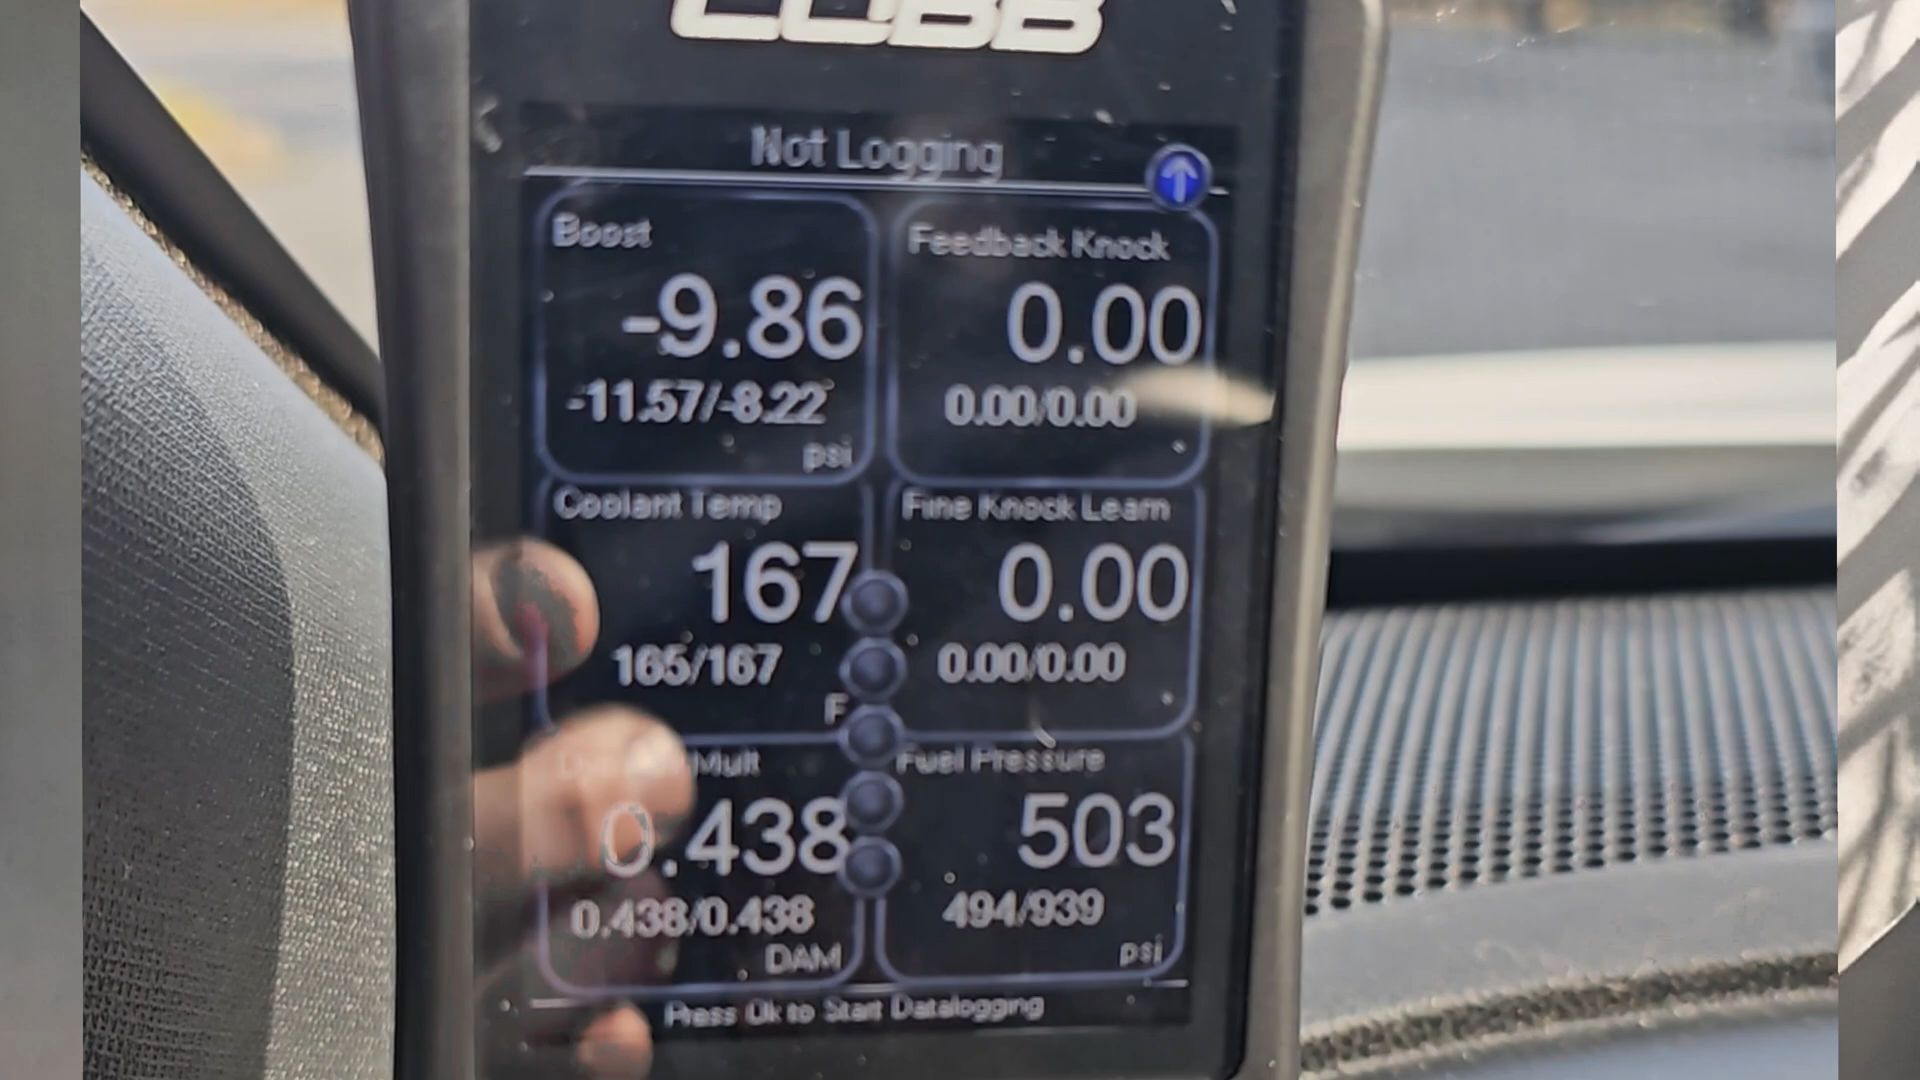 COBB
Not Logging
Boost
-9.86
-11.57/-8.22
psi
Feedback Knock
0.00
0.00/0.00
Coolant Temp
167
165/167
F
Fine Knock Learn
0.00
0.00/0.00
Mult
0.438
0.438/0.438
DAM
Fuel Pressure
503
494/939
psi
Press Ok to Start Datalogging